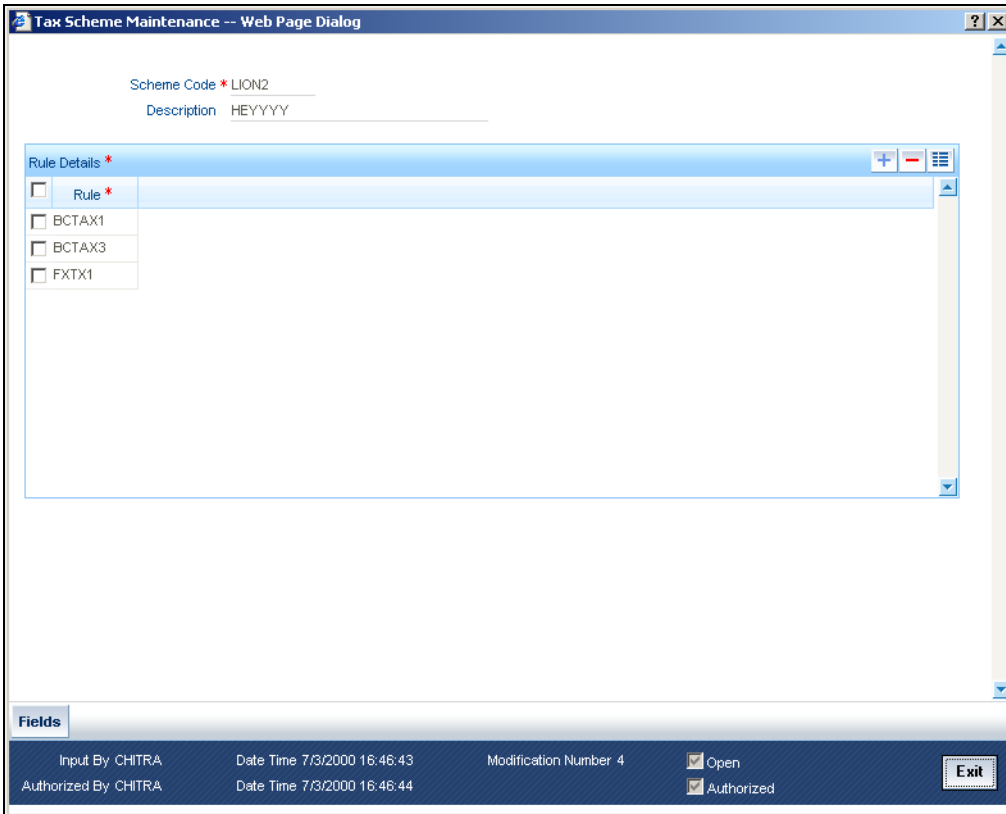 Tax Scheme Maintenance -- Web Page Dialog
Scheme Code * LION2
Description HEYYYY
Rule Details *
Rule *
BCTAX1
BCTAX3
FXTX1
Fields
Input By CHITRA Date Time 7/3/2000 16:46:43 Modification Number 4 Open
Authorized By CHITRA Date Time 7/3/2000 16:46:44 Authorized
Exit